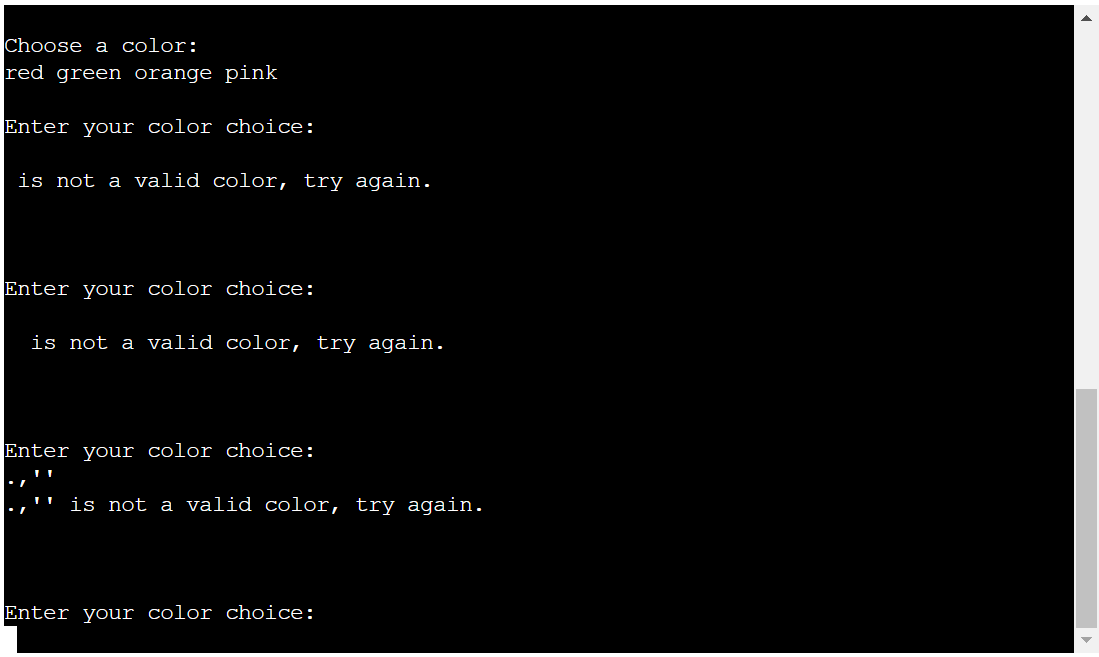 Choose a color:
red green orange pink
Enter your color choice:
is not a valid color, try again.
Enter your color choice:
is not a valid color, try again.
Enter your color choice:
.,''
.,'' is not a valid color, try again.
Enter your color choice: